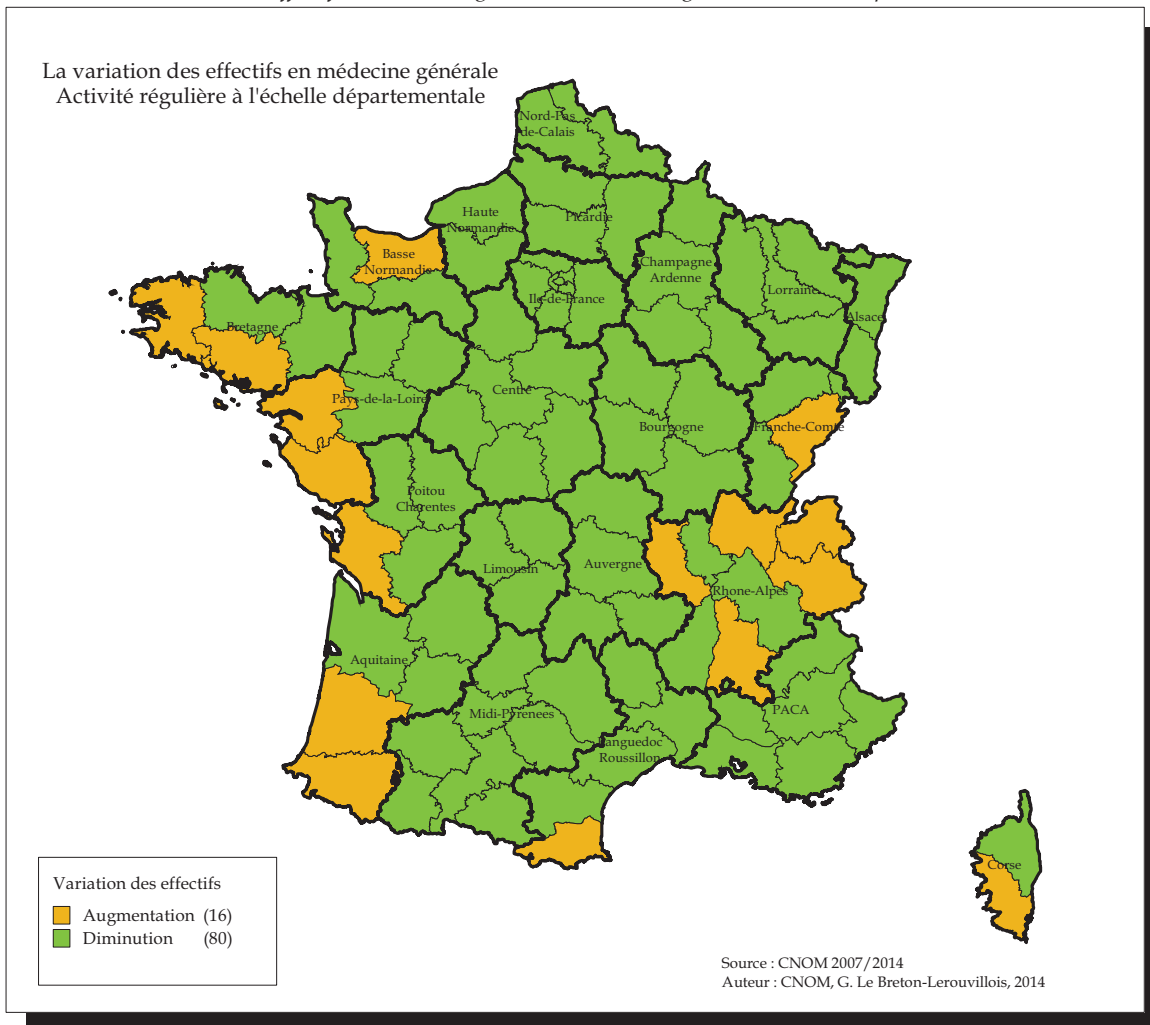 La variation des effectifs en médecine générale
Activité régulière à l'échelle départementale
Nord-Pas
de-Calais
Haute
Normandie
Picardie
Basse
Normandie
Champagne
Ardenne
Ile-de-France
Lorraine
Alsace
Bretagne
Pays-de-la-Loire
Centre
Bourgogne
Franche-Comté
Poitou
Charentes
Limousin
Auvergne
Rhone-Alpes
Aquitaine
Midi-Pyrenees
PACA
Languedoc
Roussillon
Corse
Variation des effectifs
Augmentation (16)
Diminution (80)
Source : CNOM 2007/2014
Auteur : CNOM, G. Le Breton-Lerouvillois, 2014